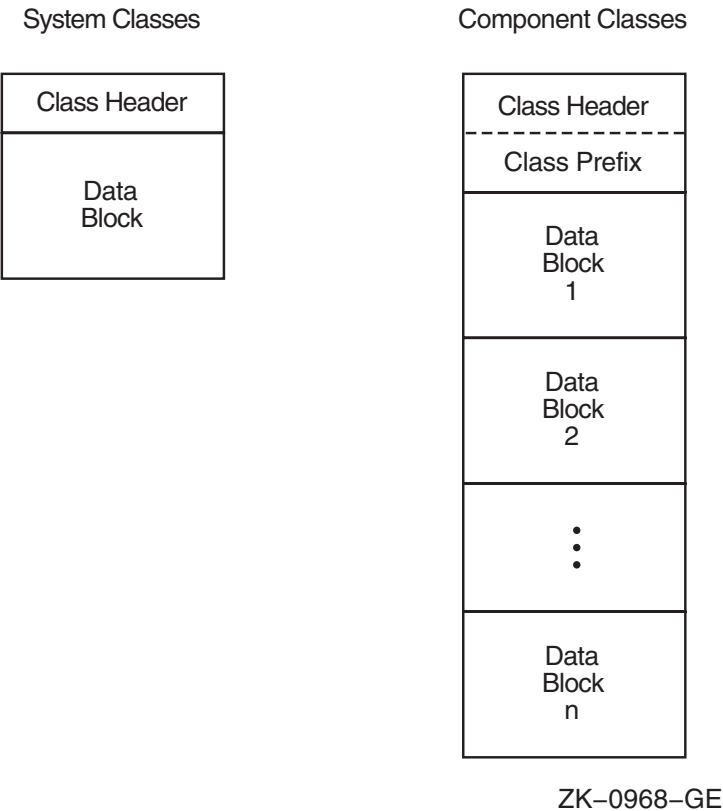 System Classes
Class Header
Data
Block
Component Classes
Class Header
Class Prefix
Data
Block
1
Data
Block
2
Data
Block
n
ZK–0968–GE